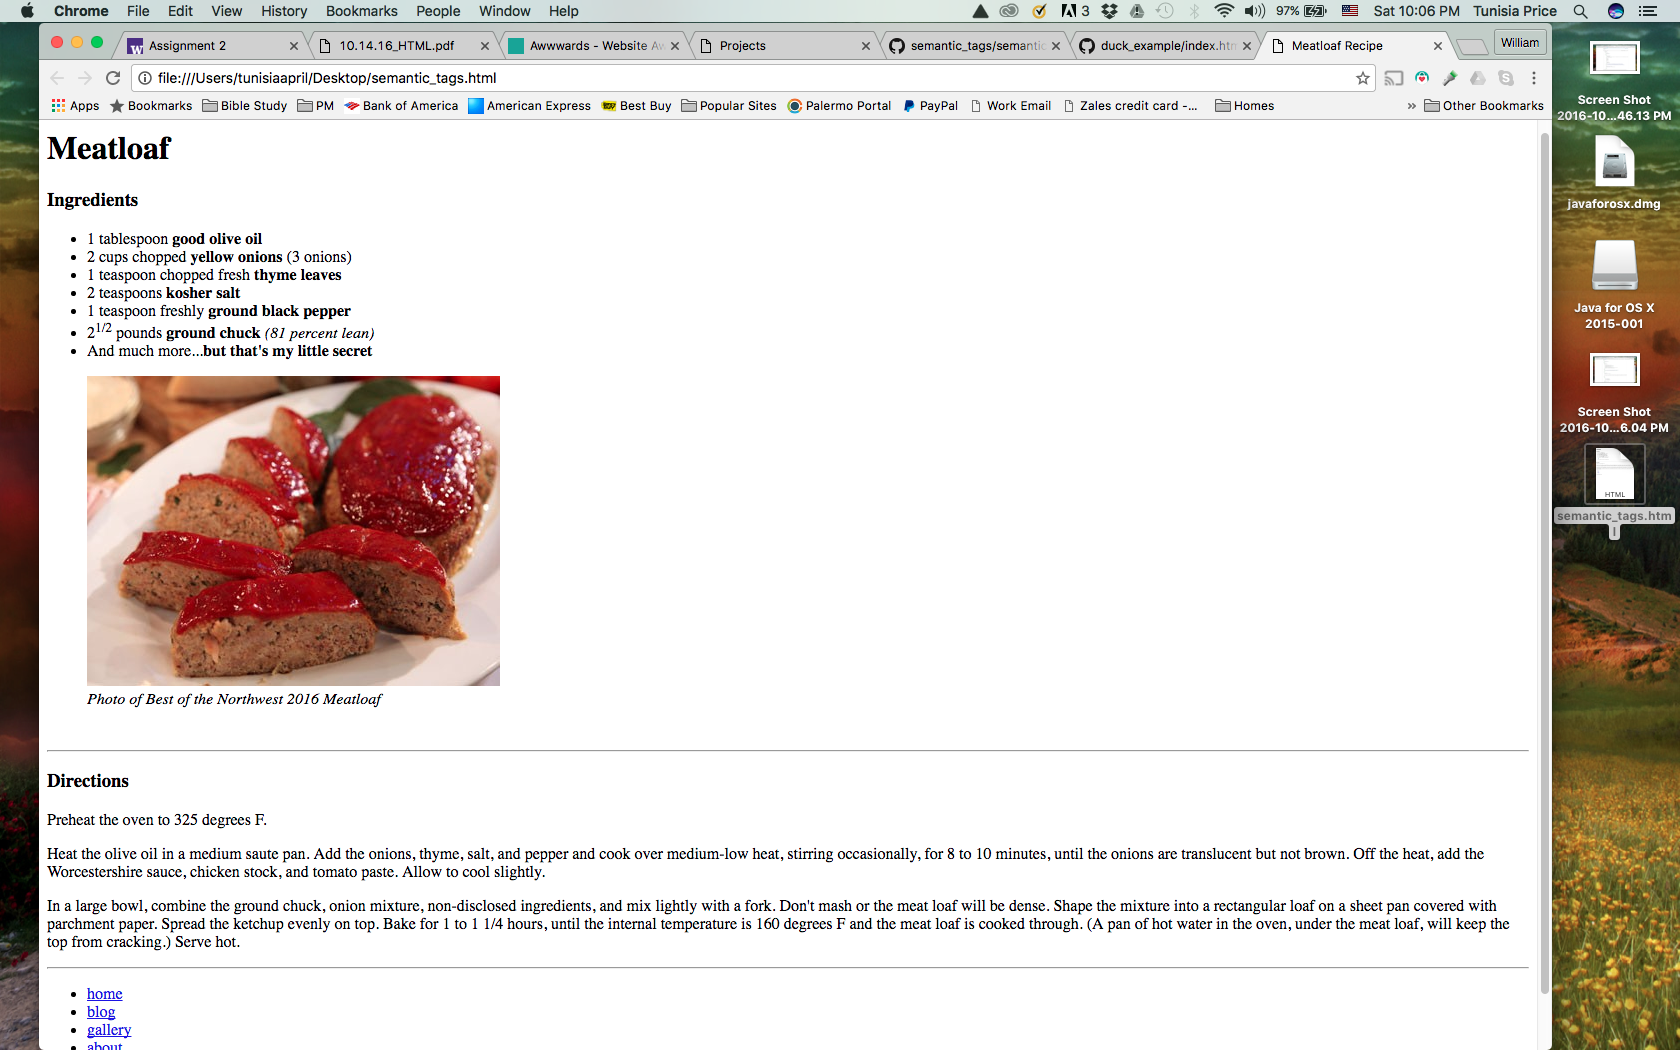 Chrome File Edit View History Bookmarks People Window Help 3 97% Sat 10:06 PM Tunisia Price
Assignment 2 10.14.16_HTML.pdf Awwwards - Website Aw Projects semantic_tags/semantic duck_example/index.htm Meatloaf Recipe William
file:///Users/tunisiaapril/Desktop/semantic_tags.html
Apps Bookmarks Bible Study PM Bank of America American Express Best Buy Popular Sites Palermo Portal PayPal Work Email Zales credit card -... Homes » Other Bookmarks
Meatloaf
Ingredients
• 1 tablespoon good olive oil
• 2 cups chopped yellow onions (3 onions)
• 1 teaspoon chopped fresh thyme leaves
• 2 teaspoons kosher salt
• 1 teaspoon freshly ground black pepper
• 2 1/2 pounds ground chuck (81 percent lean)
• And much more...but that's my little secret
Photo of Best of the Northwest 2016 Meatloaf
Directions
Preheat the oven to 325 degrees F.
Heat the olive oil in a medium saute pan. Add the onions, thyme, salt, and pepper and cook over medium-low heat, stirring occasionally, for 8 to 10 minutes, until the onions are translucent but not brown. Off the heat, add the
Worcestershire sauce, chicken stock, and tomato paste. Allow to cool slightly.
In a large bowl, combine the ground chuck, onion mixture, non-disclosed ingredients, and mix lightly with a fork. Don't mash or the meat loaf will be dense. Shape the mixture into a rectangular loaf on a sheet pan covered with
parchment paper. Spread the ketchup evenly on top. Bake for 1 to 1 1/4 hours, until the internal temperature is 160 degrees F and the meat loaf is cooked through. (A pan of hot water in the oven, under the meat loaf, will keep the
top from cracking.) Serve hot.
• home
• blog
• gallery
• about
Screen Shot
2016-10...46.13 PM
javaforosx.dmg
Java for OS X
2015-001
Screen Shot
2016-10...6.04 PM
HTML
semantic_tags.htm
l